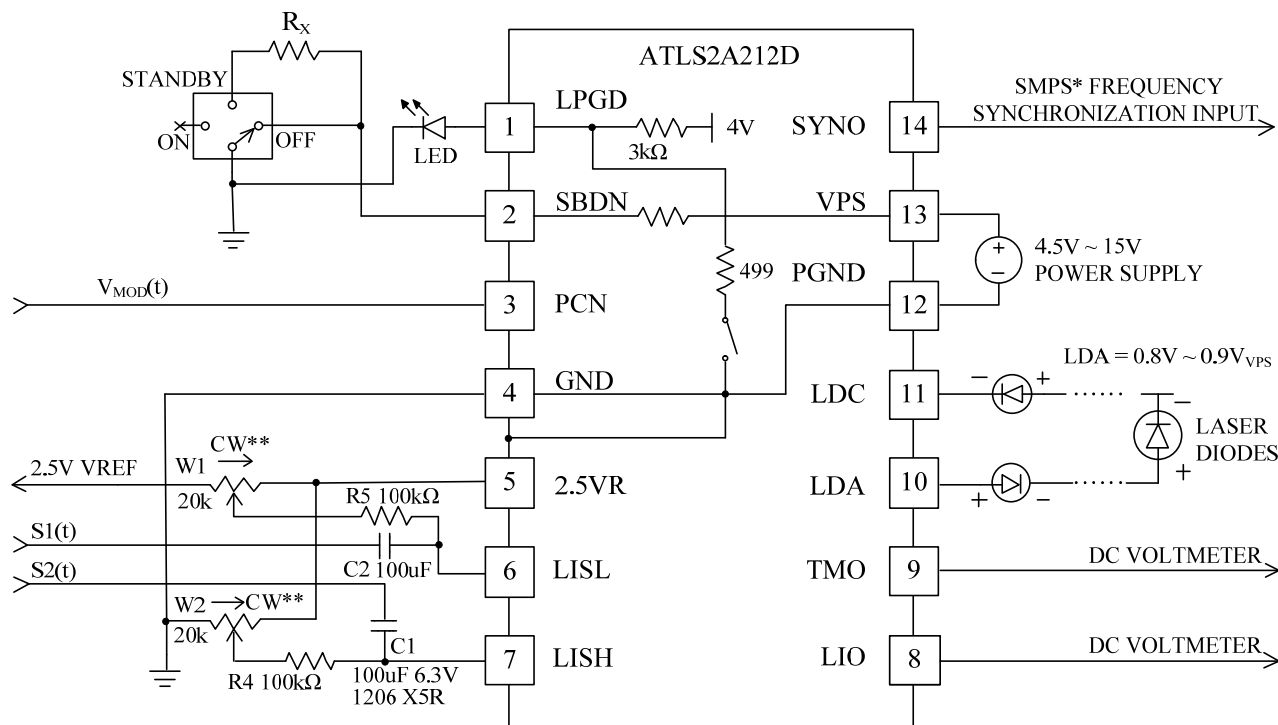 R_X
ATLS2A212D
STANDBY
ON
OFF
LED
LPGD
1
3kΩ
4V
SYNO
14
SMPS* FREQUENCY
SYNCHRONIZATION INPUT
2
SBDN
VPS
13
+
−
4.5V ~ 15V
POWER SUPPLY
499
V_MOD(t)
3
PCN
PGND
12
LDA = 0.8V ~ 0.9V_VPS
4
GND
LDC
11
−
+
......
−
LASER
DIODES
+
2.5V VREF
W1
CW**
20k
5
2.5VR
R5 100kΩ
LDA
10
+
−
......
S1(t)
C2 100uF
6
LISL
TMO
9
DC VOLTMETER
S2(t)
W2
CW**
20k
C1
100uF 6.3V
1206 X5R
R4 100kΩ
7
LISH
LIO
8
DC VOLTMETER